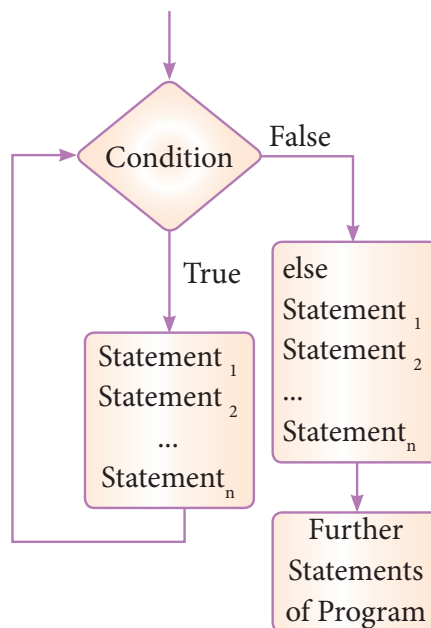 Condition
False
True
Statement 1
Statement 2
...
Statement n
else
Statement 1
Statement 2
...
Statement n
Further
Statements
of Program